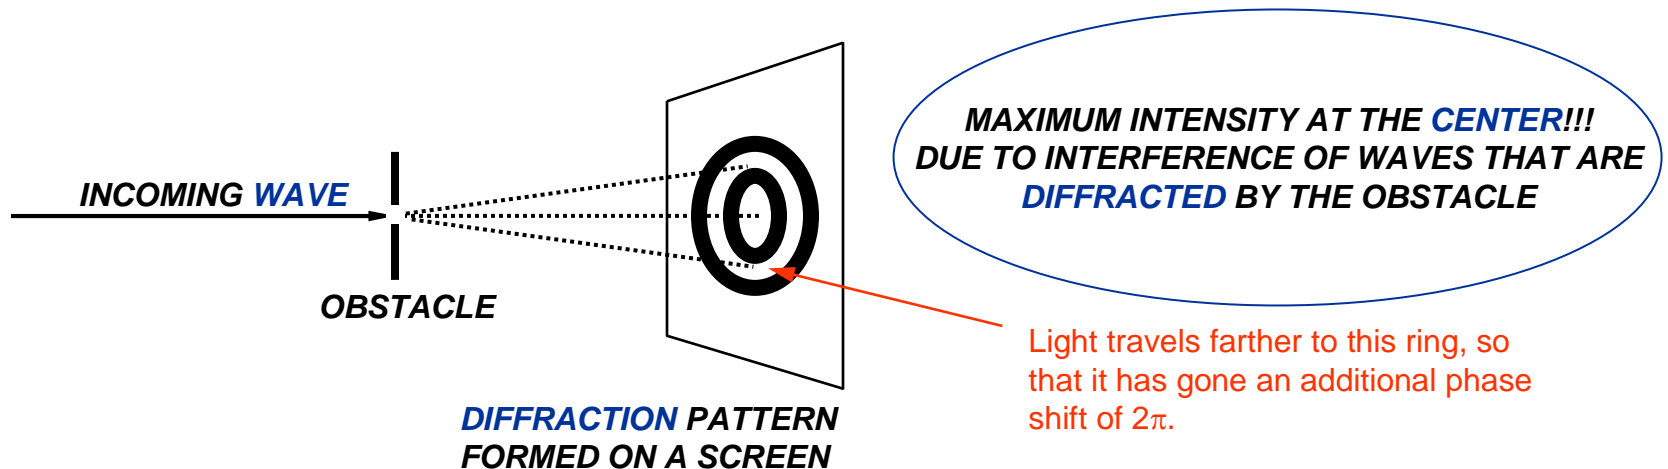 MAXIMUM INTENSITY AT THE CENTER!!!
DUE TO INTERFERENCE OF WAVES THAT ARE
DIFFRACTED BY THE OBSTACLE
INCOMING WAVE
OBSTACLE
Light travels farther to this ring, so
that it has gone an additional phase
shift of 2π.
DIFFRACTION PATTERN
FORMED ON A SCREEN